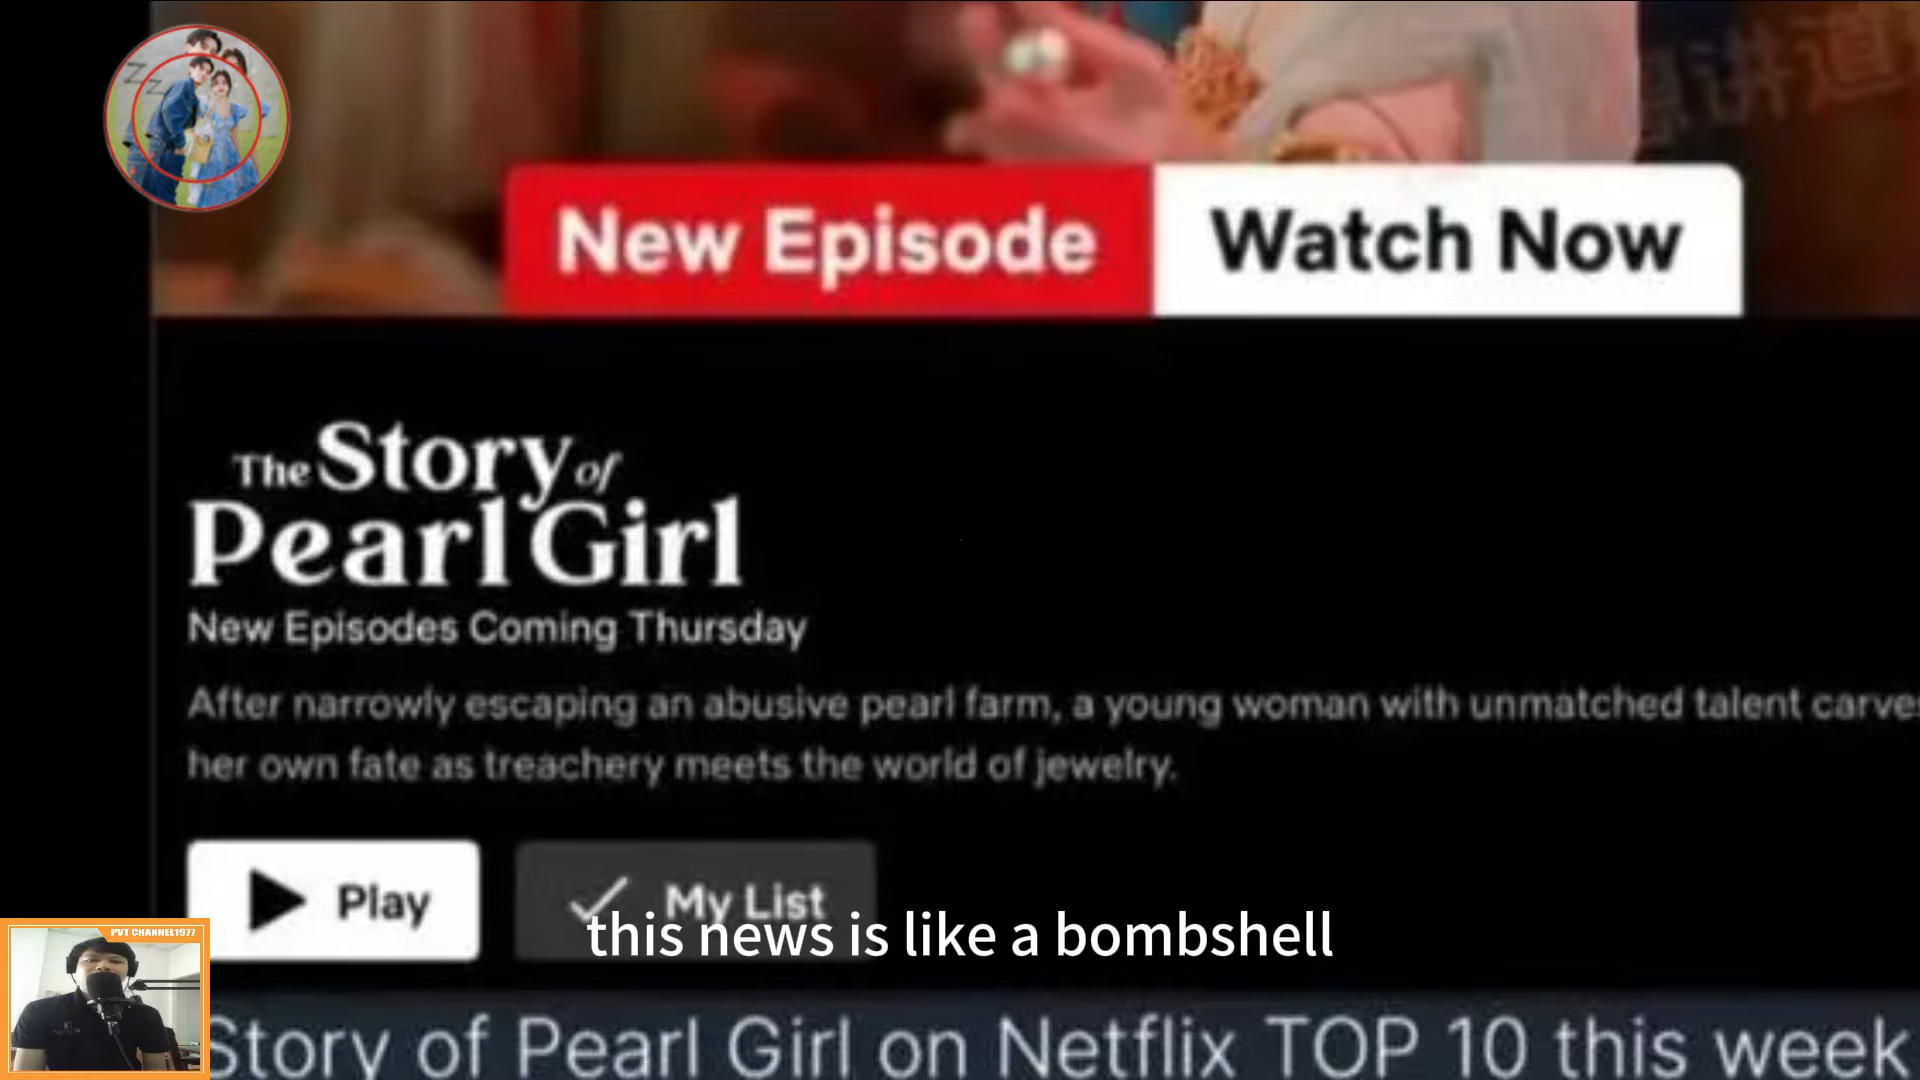 讲道
New Episode
Watch Now
The Story of
Pearl Girl
New Episodes Coming Thursday
After narrowly escaping an abusive pearl farm, a young woman with unmatched talent
her own fate as treachery meets the world of jewelry.
Play
My List
this news is like a bombshell
PVT CHANNEL1977
Story of Pearl Girl on Netflix TOP 10 this week